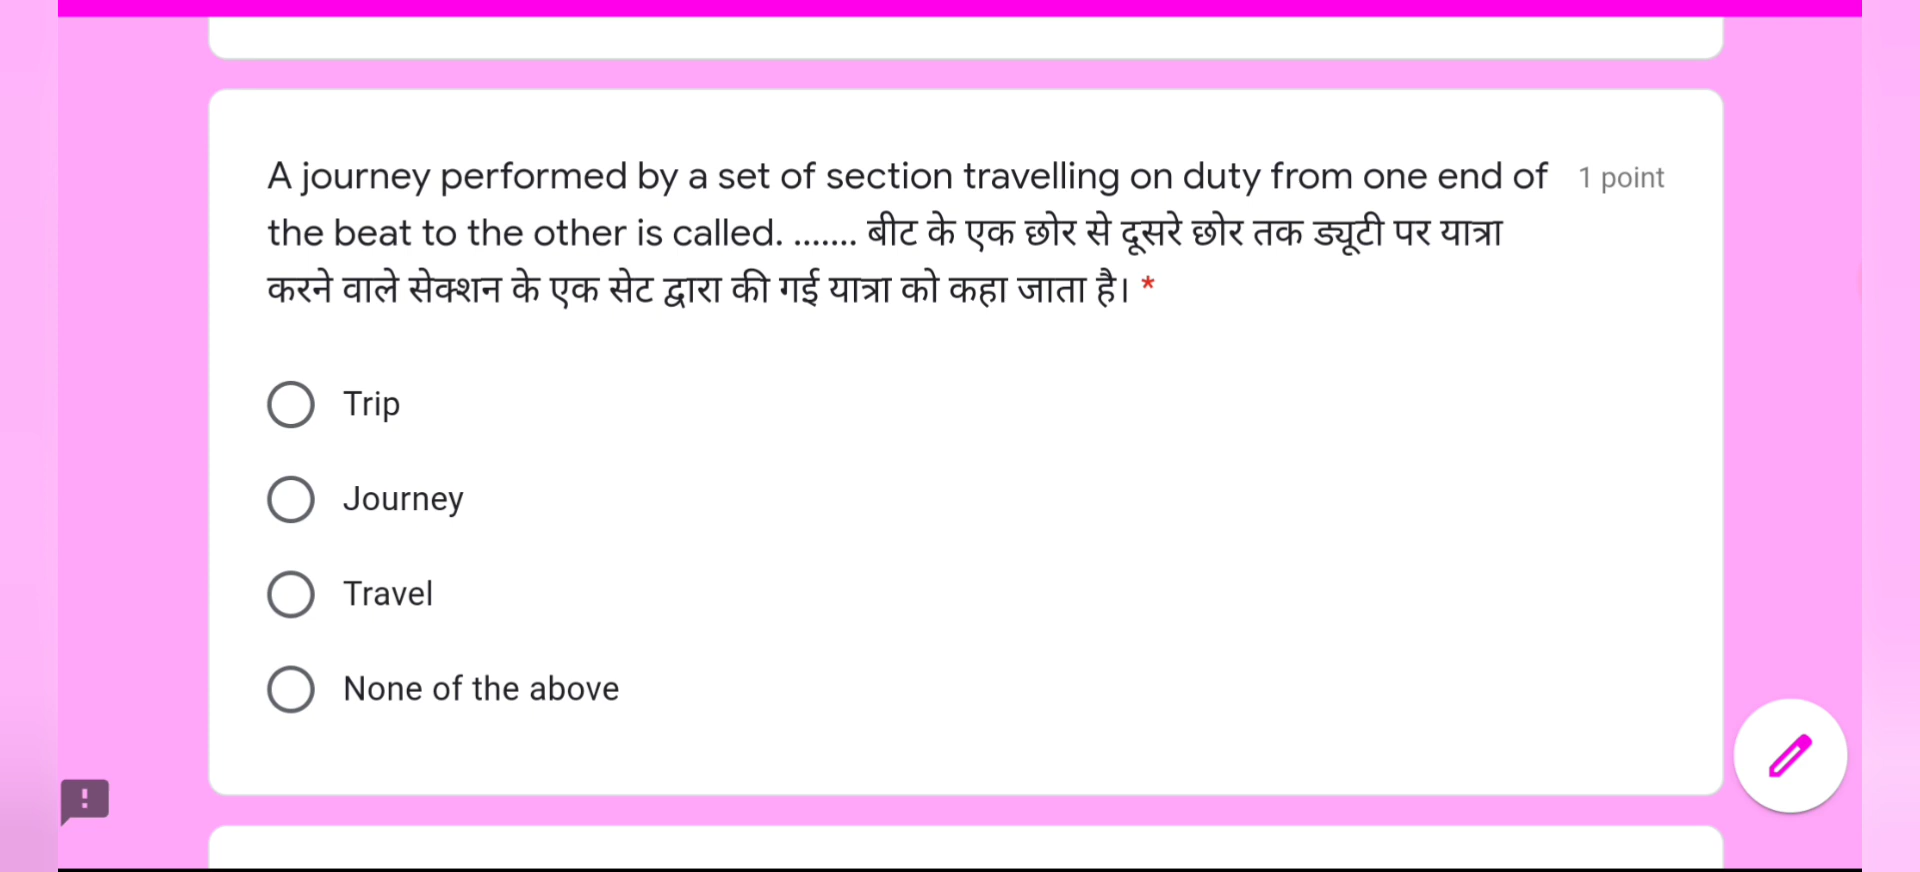 A journey performed by a set of section travelling on duty from one end of 1 point
the beat to the other is called. ....... बीट के एक छोर से दूसरे छोर तक ड्यूटी पर यात्रा
करने वाले सेक्शन के एक सेट द्वारा की गई यात्रा को कहा जाता है। *
Trip
Journey
Travel
None of the above